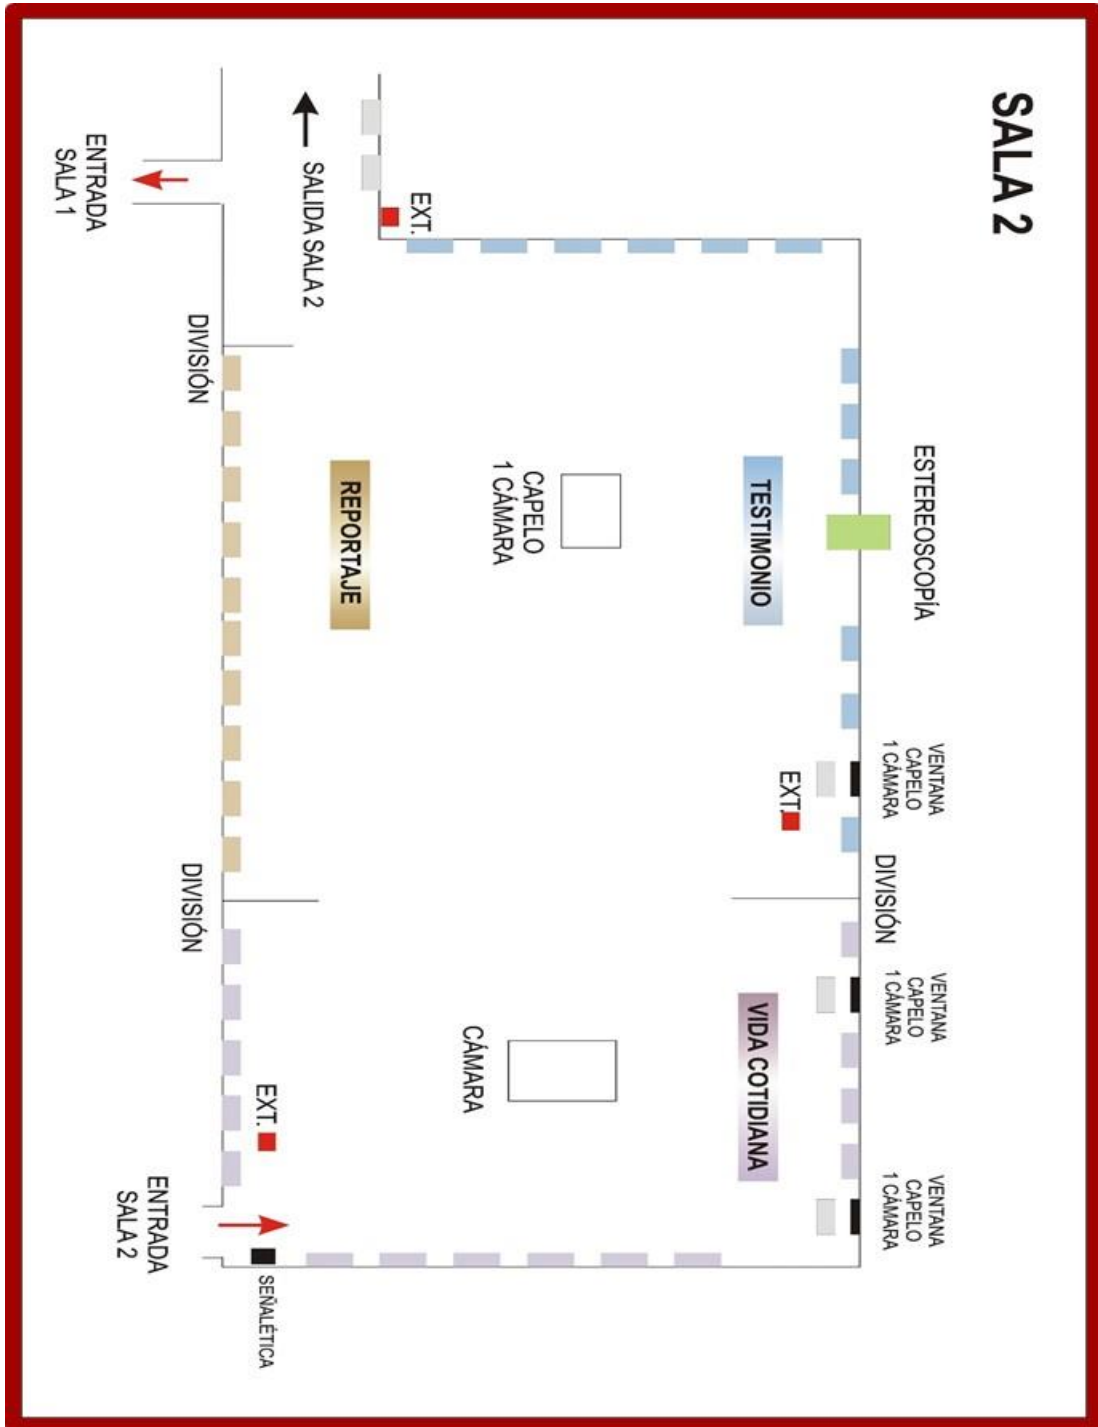 SALA 2
ESTEREOSCOPÍA
VENTANA
CAPELO
1 CÁMARA
VENTANA
CAPELO
1 CÁMARA
VENTANA
CAPELO
1 CÁMARA
DIVISIÓN
EXT.
TESTIMONIO
VIDA COTIDIANA
EXT.
CAPELO
1 CÁMARA
CÁMARA
SALIDA SALA 2
REPORTAJE
EXT.
SEÑALÉTICA
DIVISIÓN
DIVISIÓN
ENTRADA
SALA 1
ENTRADA
SALA 2